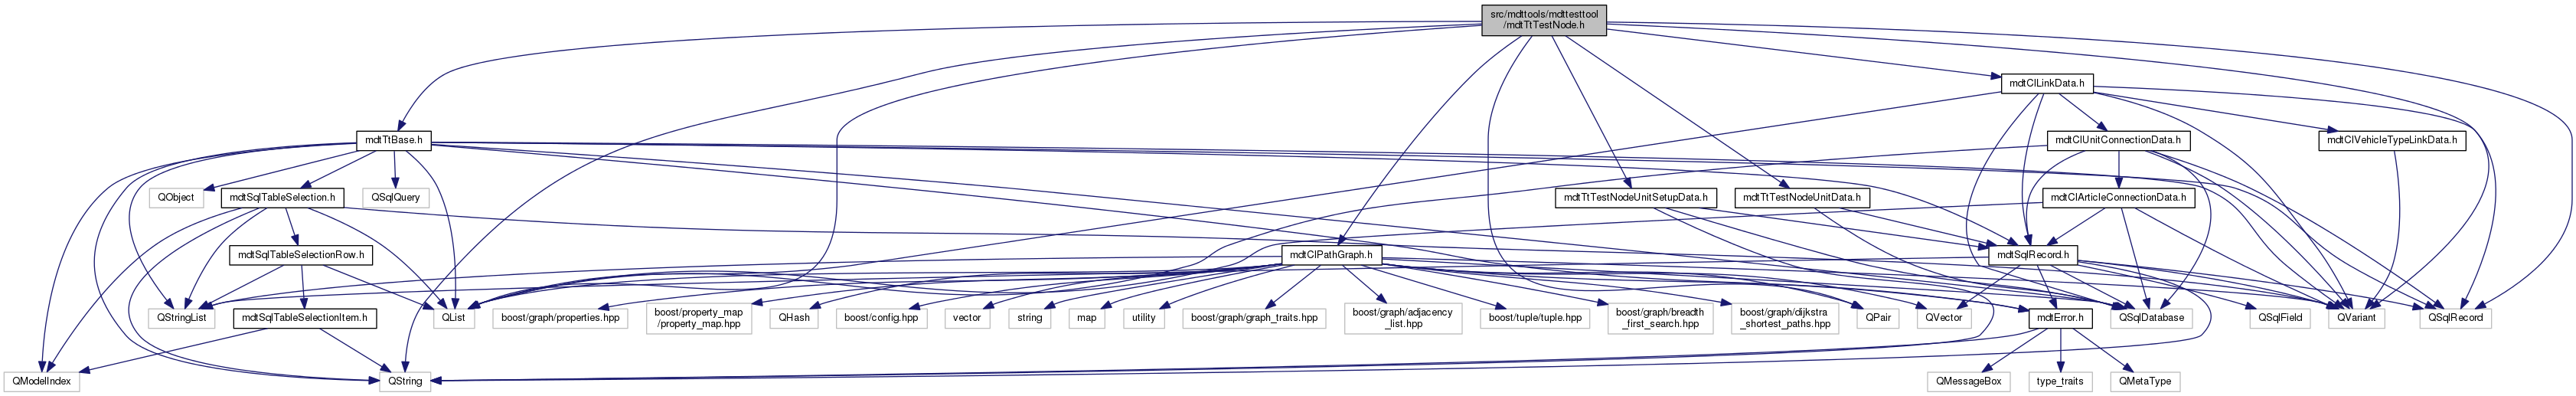 src/mdttools/mdttesttool
/mdtTtTestNode.h
mdtClLinkData.h
mdtTtBase.h
mdtClUnitConnectionData.h
mdtClVehicleTypeLinkData.h
QObject
mdtSqlTableSelection.h
QSqlQuery
mdtTtTestNodeUnitSetupData.h
mdtTtTestNodeUnitData.h
mdtClArticleConnectionData.h
mdtSqlTableSelectionRow.h
mdtClPathGraph.h
mdtSqlRecord.h
QStringList
mdtSqlTableSelectionItem.h
QList
boost/graph/properties.hpp
boost/property_map
/property_map.hpp
QHash
boost/config.hpp
vector
string
map
utility
boost/graph/graph_traits.hpp
boost/graph/adjacency
_list.hpp
boost/tuple/tuple.hpp
boost/graph/breadth
_first_search.hpp
boost/graph/dijkstra
_shortest_paths.hpp
QPair
QVector
mdtError.h
QSqlDatabase
QSqlField
QVariant
QSqlRecord
QModelIndex
QString
QMessageBox
type_traits
QMetaType